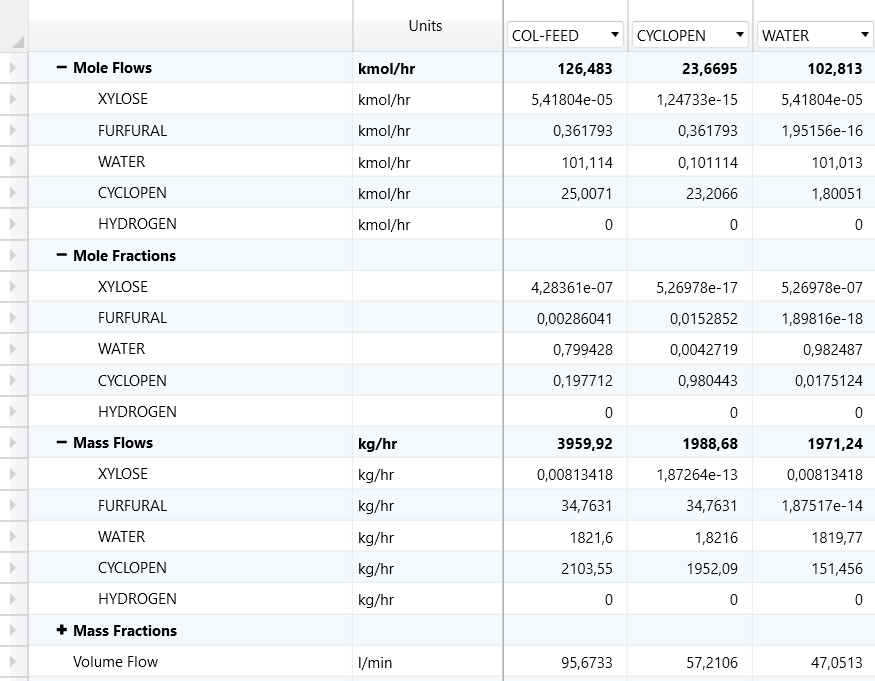 Units COL-FEED CYCLOPEN WATER
− Mole Flows kmol/hr 126,483 23,6695 102,813
XYLOSE kmol/hr 5,41804e-05 1,24733e-15 5,41804e-05
FURFURAL kmol/hr 0,361793 0,361793 1,95156e-16
WATER kmol/hr 101,114 0,101114 101,013
CYCLOPEN kmol/hr 25,0071 23,2066 1,80051
HYDROGEN kmol/hr 0 0 0
− Mole Fractions
XYLOSE 4,28361e-07 5,26978e-17 5,26978e-07
FURFURAL 0,00286041 0,0152852 1,89816e-18
WATER 0,799428 0,0042719 0,982487
CYCLOPEN 0,197712 0,980443 0,0175124
HYDROGEN 0 0 0
− Mass Flows kg/hr 3959,92 1988,68 1971,24
XYLOSE kg/hr 0,00813418 1,87264e-13 0,00813418
FURFURAL kg/hr 34,7631 34,7631 1,87517e-14
WATER kg/hr 1821,6 1,8216 1819,77
CYCLOPEN kg/hr 2103,55 1952,09 151,456
HYDROGEN kg/hr 0 0 0
+ Mass Fractions
Volume Flow l/min 95,6733 57,2106 47,0513